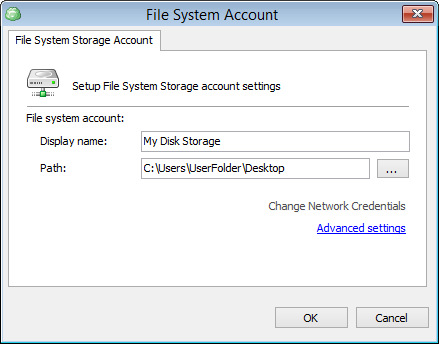 File System Account
File System Storage Account
Setup File System Storage account settings
File system account:
Display name: My Disk Storage
Path: C:\Users\UserFolder\Desktop ...
Change Network Credentials
Advanced settings
OK Cancel